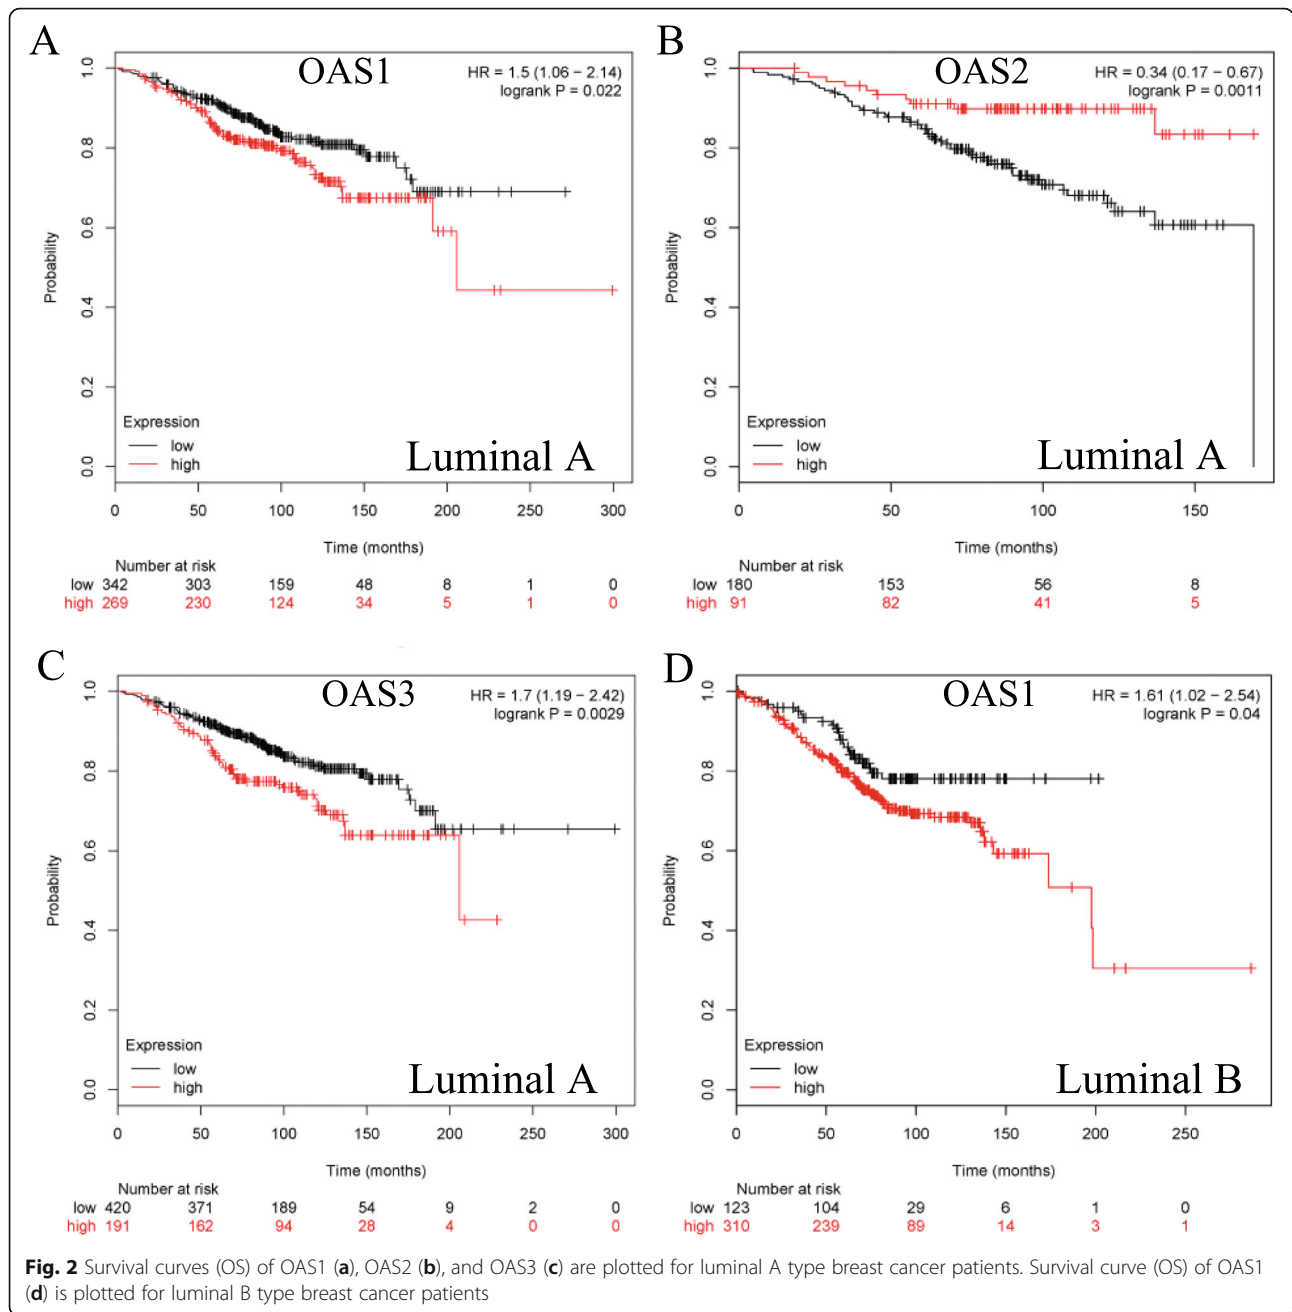 A
OAS1
HR = 1.5 (1.06 − 2.14)
logrank P = 0.022
Probability
1.0
0.8
0.6
0.4
0.2
0.0
Expression
low
high
Luminal A
0 50 100 150 200 250 300
Time (months)
Number at risk
low 342 303 159 48 8 1 0
high 269 230 124 34 5 1 0
B
OAS2
HR = 0.34 (0.17 − 0.67)
logrank P = 0.0011
Probability
1.0
0.8
0.6
0.4
0.2
0.0
Expression
low
high
Luminal A
0 50 100 150
Time (months)
Number at risk
low 180 153 56 8
high 91 82 41 5
C
OAS3
HR = 1.7 (1.19 − 2.42)
logrank P = 0.0029
Probability
1.0
0.8
0.6
0.4
0.2
0.0
Expression
low
high
Luminal A
0 50 100 150 200 250 300
Time (months)
Number at risk
low 420 371 189 54 9 2 0
high 191 162 94 28 4 0 0
D
OAS1
HR = 1.61 (1.02 − 2.54)
logrank P = 0.04
Probability
1.0
0.8
0.6
0.4
0.2
0.0
Expression
low
high
Luminal B
0 50 100 150 200 250
Time (months)
Number at risk
low 123 104 29 6 1 0
high 310 239 89 14 3 1
Fig. 2 Survival curves (OS) of OAS1 (a), OAS2 (b), and OAS3 (c) are plotted for luminal A type breast cancer patients. Survival curve (OS) of OAS1
(d) is plotted for luminal B type breast cancer patients